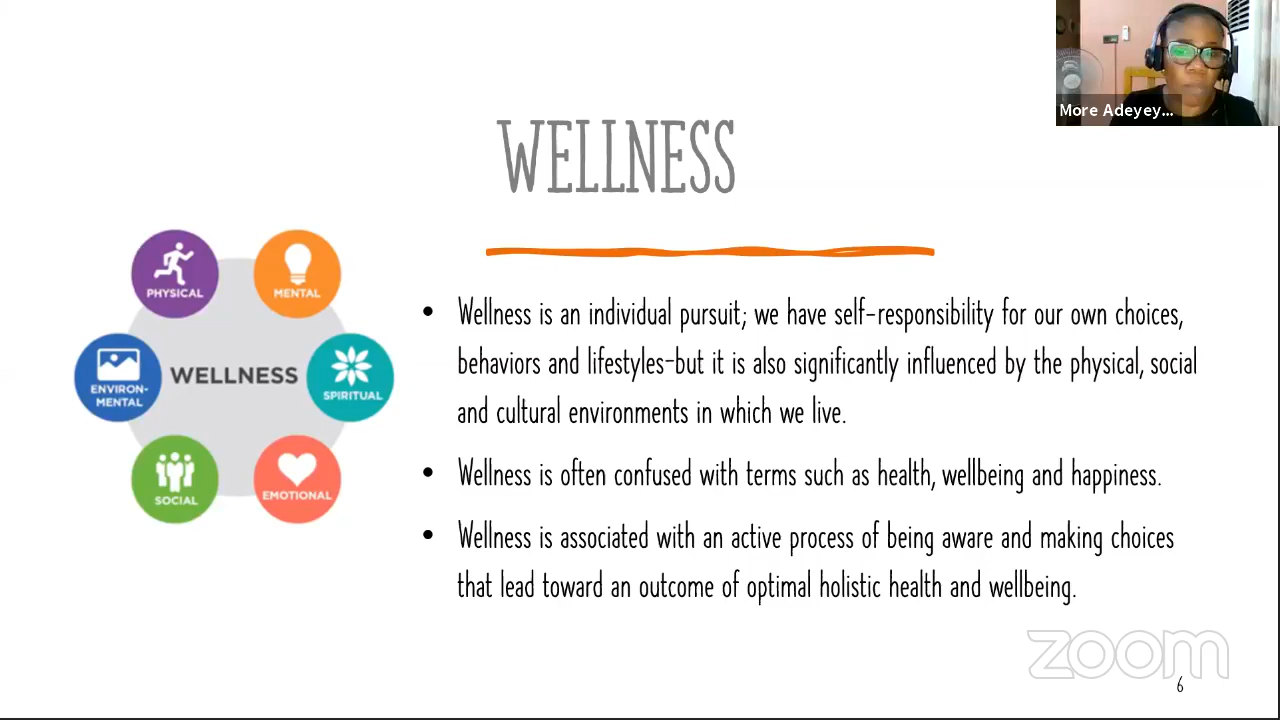 More Adeyey...
WELLNESS
PHYSICAL
MENTAL
ENVIRON-
MENTAL
WELLNESS
SPIRITUAL
SOCIAL
EMOTIONAL
• Wellness is an individual pursuit; we have self-responsibility for our own choices,
behaviors and lifestyles-but it is also significantly influenced by the physical, social
and cultural environments in which we live.
• Wellness is often confused with terms such as health, wellbeing and happiness.
• Wellness is associated with an active process of being aware and making choices
that lead toward an outcome of optimal holistic health and wellbeing.
zoom
6